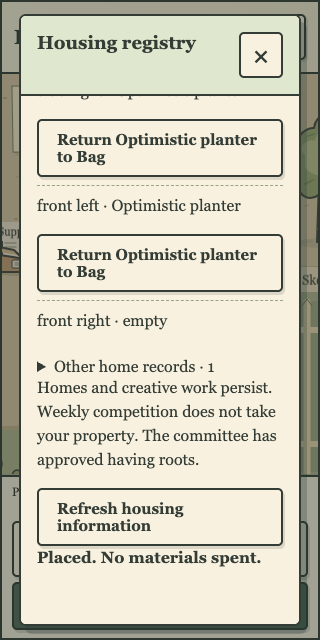 Housing registry
×
Return Optimistic planter
to Bag
front left · Optimistic planter
Return Optimistic planter
to Bag
front right · empty
▶ Other home records · 1
Homes and creative work persist.
Weekly competition does not take
your property. The committee has
approved having roots.
Refresh housing
information
Placed. No materials spent.